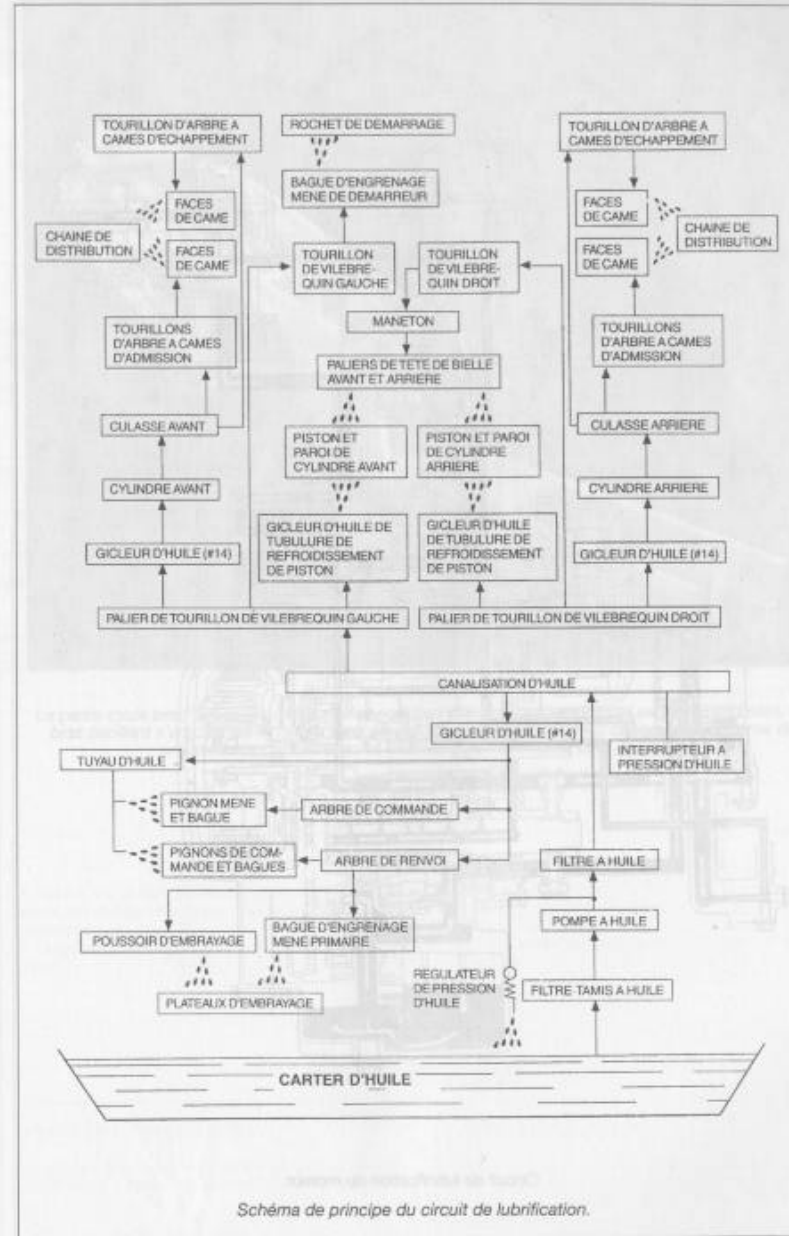 TOURILLON D'ARBRE A
CAMES D'ECHAPPEMENT
ROCHET DE DEMARRAGE
TOURILLON D'ARBRE A
CAMES D'ECHAPPEMENT
BAGUE D'ENGRENAGE
MENE DE DEMARREUR
FACES
DE CAME
FACES
DE CAME
CHAINE DE
DISTRIBUTION
CHAINE DE
DISTRIBUTION
FACES
DE CAME
FACES
DE CAME
TOURILLON
DE VILEBRE-
QUIN GAUCHE
TOURILLON
DE VILEBRE-
QUIN DROIT
MANETON
TOURILLONS
D'ARBRE A CAMES
D'ADMISSION
TOURILLONS
D'ARBRE A CAMES
D'ADMISSION
PALIERS DE TETE DE BIELLE
AVANT ET ARRIERE
CULASSE AVANT
CULASSE ARRIERE
PISTON ET
PAROI DE
CYLINDRE AVANT
PISTON ET PAROI
DE CYLINDRE
ARRIERE
CYLINDRE AVANT
CYLINDRE ARRIERE
GICLEUR D'HUILE DE
TUBULURE DE
REFROIDISSEMENT
DE PISTON
GICLEUR D'HUILE
DE TUBULURE DE
REFROIDISSEMENT
DE PISTON
GICLEUR D'HUILE (#14)
GICLEUR D'HUILE (#14)
PALIER DE TOURILLON DE VILEBREQUIN GAUCHE
PALIER DE TOURILLON DE VILEBREQUIN DROIT
CANALISATION D'HUILE
GICLEUR D'HUILE (#14)
INTERRUPTEUR A
PRESSION D'HUILE
TUYAU D'HUILE
PIGNON MENE
ET BAGUE
ARBRE DE COMMANDE
PIGNONS DE COM-
MANDE ET BAGUES
ARBRE DE RENVOI
FILTRE A HUILE
POMPE A HUILE
POUSSOIR D'EMBRAYAGE
BAGUE D'ENGRENAGE
MENE PRIMAIRE
REGULATEUR
DE PRESSION
D'HUILE
FILTRE TAMIS A HUILE
PLATEAUX D'EMBRAYAGE
CARTER D'HUILE
Schéma de principe du circuit de lubrification.